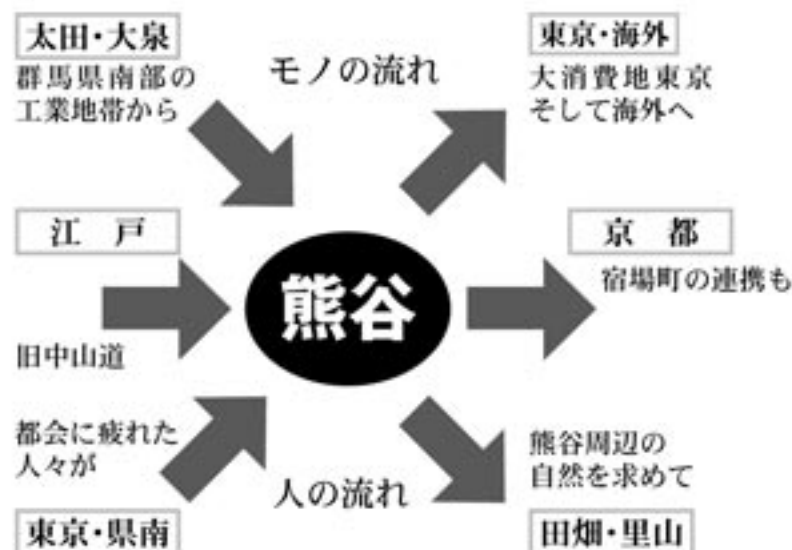 太田・大泉
群馬県南部の
工業地帯から
モノの流れ
東京・海外
大消費地東京
そして海外へ
江戸
旧中山道
熊谷
京都
宿場町の連携も
都会に疲れた
人々が
東京・県南
人の流れ
熊谷周辺の
自然を求めて
田畑・里山